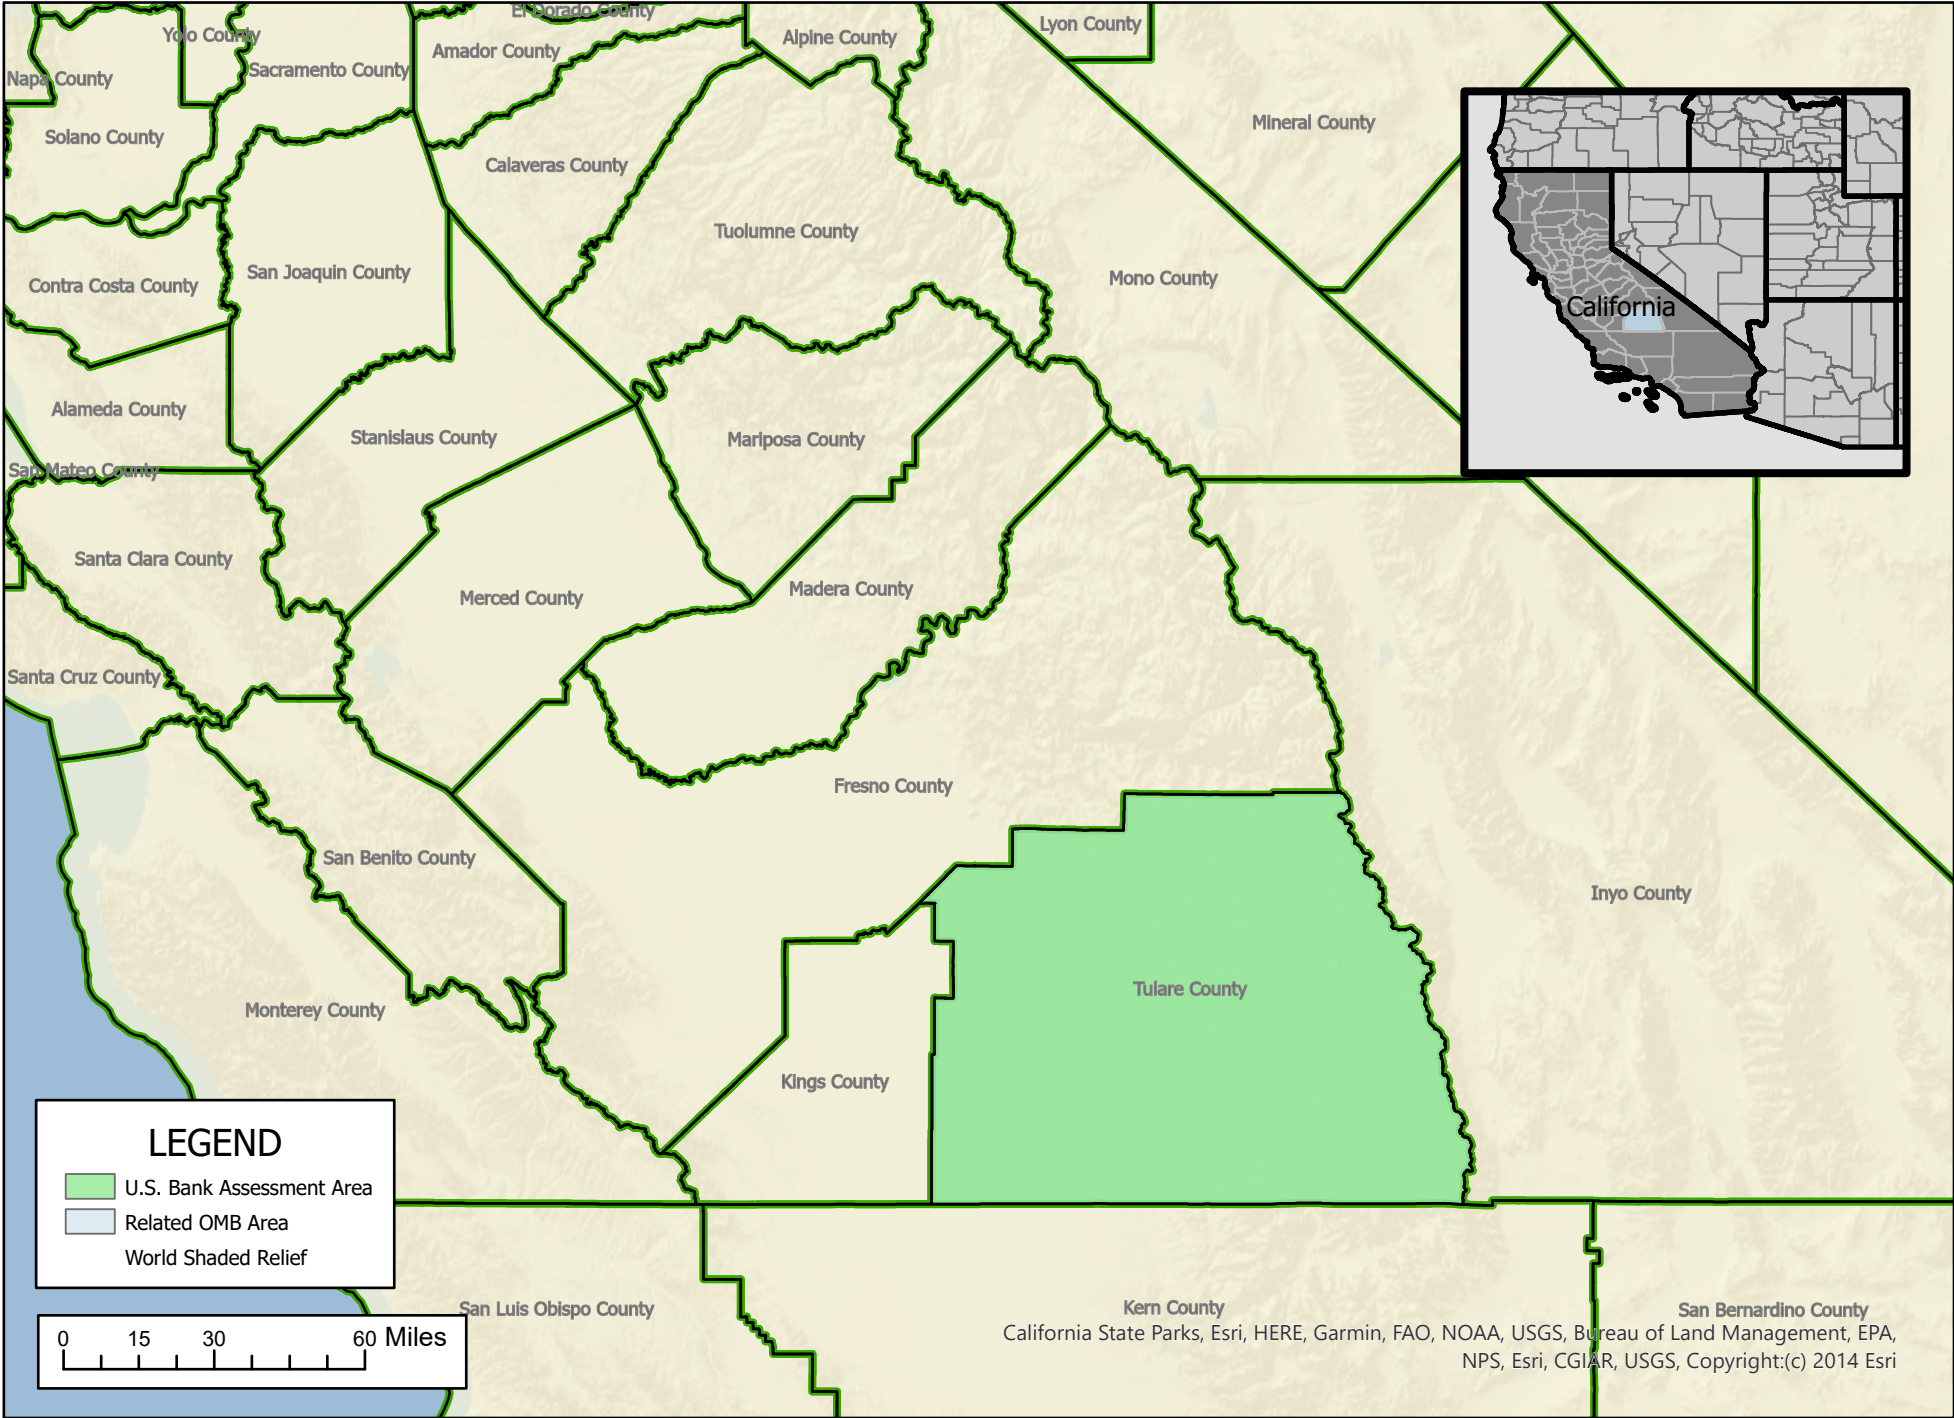 El Dorado County
Yolo County
Amador County
Alpine County
Lyon County
Napa County
Sacramento County
Solano County
Mineral County
Calaveras County
Tuolumne County
San Joaquin County
Contra Costa County
Mono County
California
Alameda County
Stanislaus County
Mariposa County
San Mateo County
Santa Clara County
Merced County
Madera County
Santa Cruz County
Fresno County
San Benito County
Inyo County
Tulare County
Monterey County
Kings County
LEGEND
U.S. Bank Assessment Area
Related OMB Area
World Shaded Relief
San Luis Obispo County
Kern County
San Bernardino County
0 15 30 60 Miles
California State Parks, Esri, HERE, Garmin, FAO, NOAA, USGS, Bureau of Land Management, EPA,
NPS, Esri, CGIAR, USGS, Copyright:(c) 2014 Esri